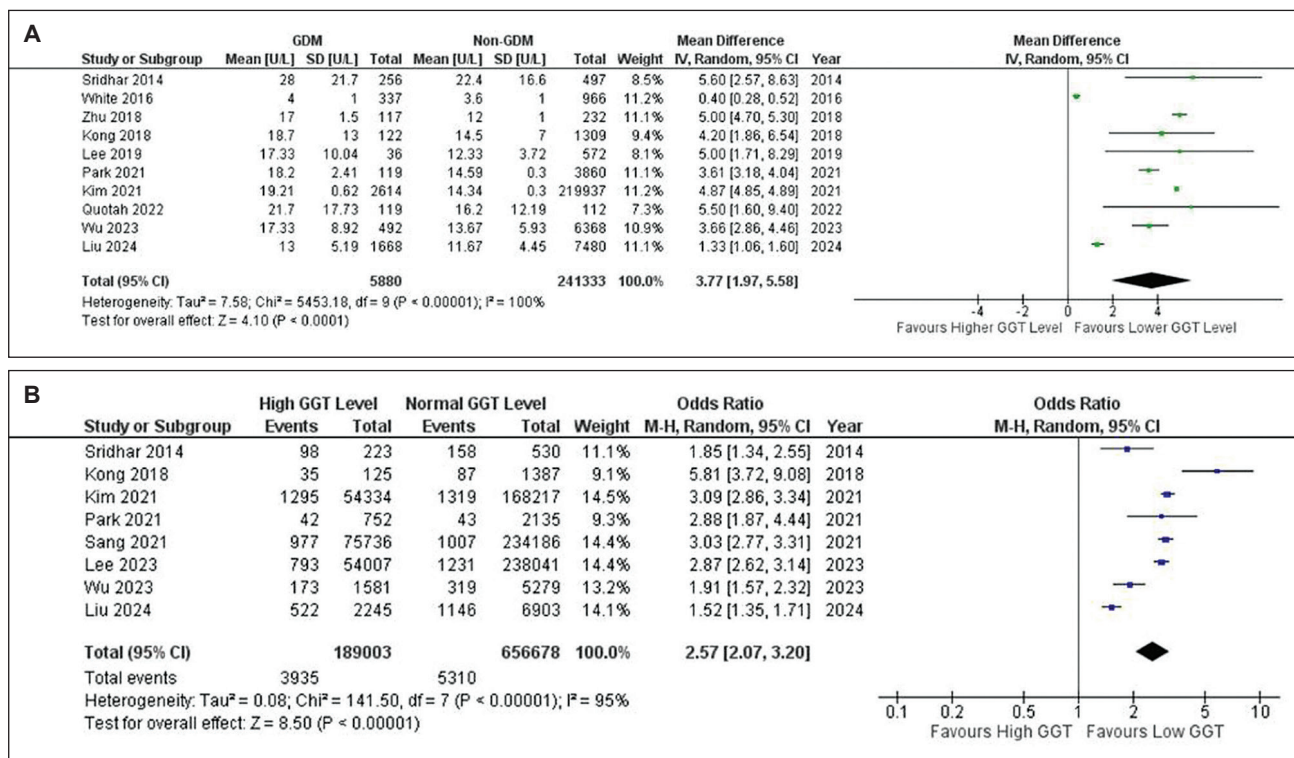 A
GDM Non-GDM Mean Difference Mean Difference
Study or Subgroup Mean [U/L] SD [U/L] Total Mean [U/L] SD [U/L] Total Weight IV, Random, 95% CI Year IV, Random, 95% CI
Sridhar 2014 28 21.7 256 22.4 16.6 497 8.5% 5.60 [2.57, 8.63] 2014
White 2016 4 1 337 3.6 1 966 11.2% 0.40 [0.28, 0.52] 2016
Zhu 2018 17 1.5 117 12 1 232 11.1% 5.00 [4.70, 5.30] 2018
Kong 2018 18.7 13 122 14.5 7 1309 9.4% 4.20 [1.86, 6.54] 2018
Lee 2019 17.33 10.04 36 12.33 3.72 572 8.1% 5.00 [1.71, 8.29] 2019
Park 2021 18.2 2.41 119 14.59 0.3 3860 11.1% 3.61 [3.18, 4.04] 2021
Kim 2021 19.21 0.62 2614 14.34 0.3 219937 11.2% 4.87 [4.85, 4.89] 2021
Quotah 2022 21.7 17.73 119 16.2 12.19 112 7.3% 5.50 [1.60, 9.40] 2022
Wu 2023 17.33 8.92 492 13.67 5.93 6368 10.9% 3.66 [2.86, 4.46] 2023
Liu 2024 13 5.19 1668 11.67 4.45 7480 11.1% 1.33 [1.06, 1.60] 2024
Total (95% CI) 5880 241333 100.0% 3.77 [1.97, 5.58]
Heterogeneity: Tau² = 7.58; Chi² = 5453.18, df = 9 (P < 0.00001); I² = 100%
Test for overall effect: Z = 4.10 (P < 0.0001)
-4 -2 0 2 4
Favours Higher GGT Level Favours Lower GGT Level
B
High GGT Level Normal GGT Level Odds Ratio Odds Ratio
Study or Subgroup Events Total Events Total Weight M-H, Random, 95% CI Year M-H, Random, 95% CI
Sridhar 2014 98 223 158 530 11.1% 1.85 [1.34, 2.55] 2014
Kong 2018 35 125 87 1387 9.1% 5.81 [3.72, 9.08] 2018
Kim 2021 1295 54334 1319 168217 14.5% 3.09 [2.86, 3.34] 2021
Park 2021 42 752 43 2135 9.3% 2.88 [1.87, 4.44] 2021
Sang 2021 977 75736 1007 234186 14.4% 3.03 [2.77, 3.31] 2021
Lee 2023 793 54007 1231 238041 14.4% 2.87 [2.62, 3.14] 2023
Wu 2023 173 1581 319 5279 13.2% 1.91 [1.57, 2.32] 2023
Liu 2024 522 2245 1146 6903 14.1% 1.52 [1.35, 1.71] 2024
Total (95% CI) 189003 656678 100.0% 2.57 [2.07, 3.20]
Total events 3935 5310
Heterogeneity: Tau² = 0.08; Chi² = 141.50, df = 7 (P < 0.00001); I² = 95%
Test for overall effect: Z = 8.50 (P < 0.00001)
0.1 0.2 0.5 1 2 5 10
Favours High GGT Favours Low GGT